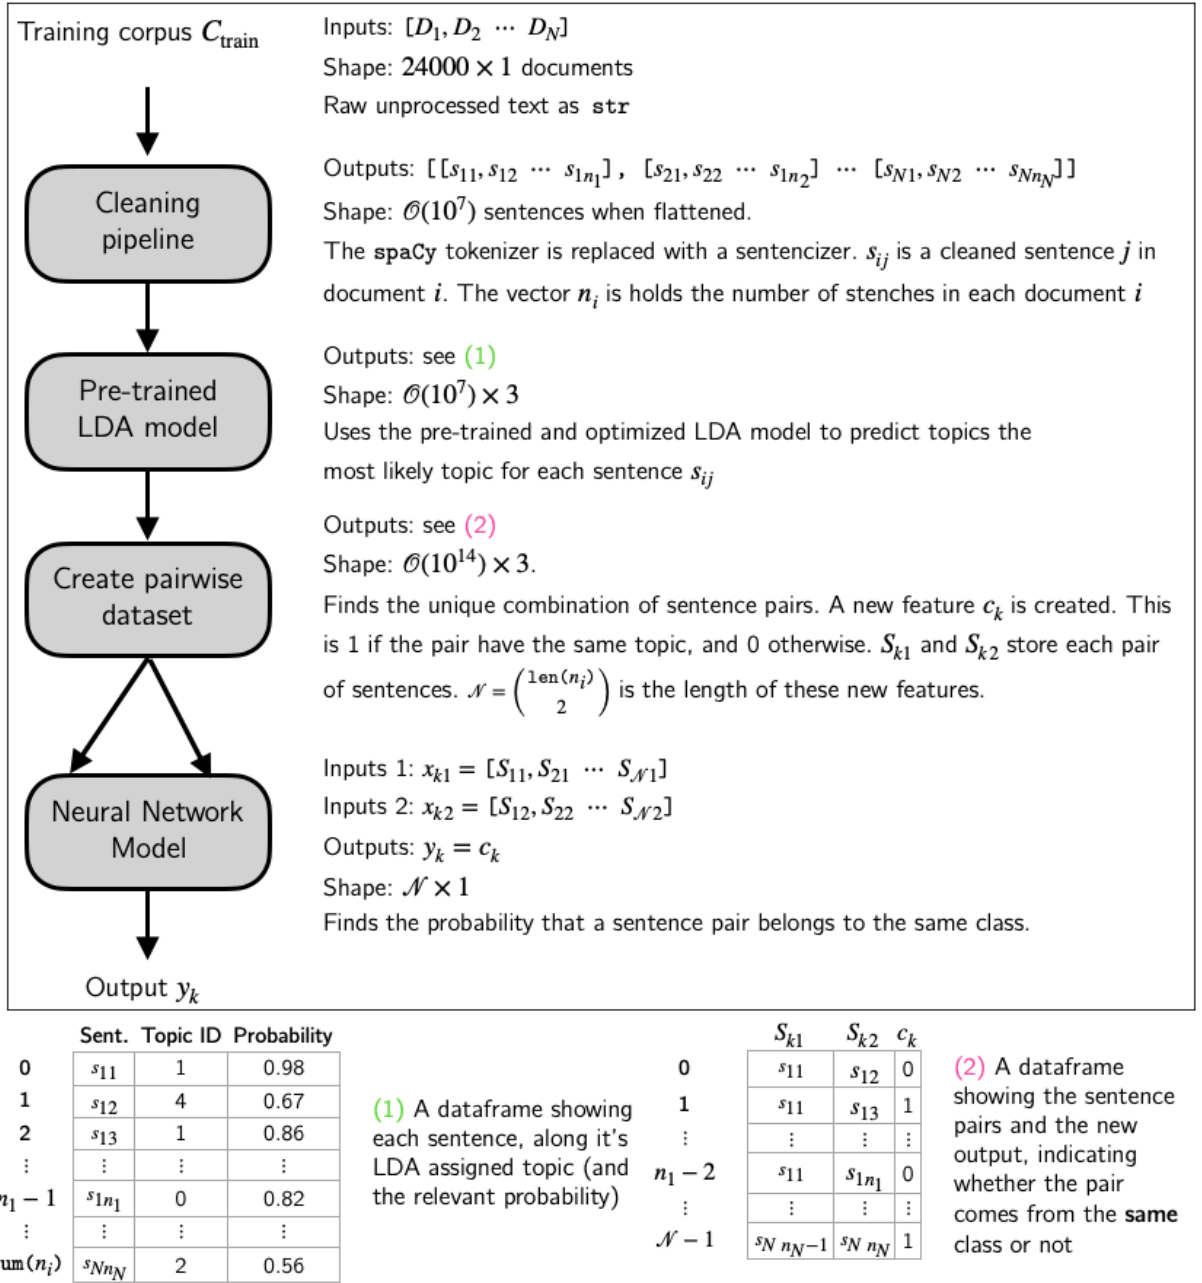 Training corpus C_train
Inputs: [D_1, D_2 ⋯ D_N]
Shape: 24000 × 1 documents
Raw unprocessed text as str
Cleaning
pipeline
Outputs: [[s_11, s_12 ⋯ s_1n_1], [s_21, s_22 ⋯ s_1n_2] ⋯ [s_N1, s_N2 ⋯ s_Nn_N]]
Shape: 𝒪(10^7) sentences when flattened.
The spaCy tokenizer is replaced with a sentencizer. s_ij is a cleaned sentence j in
document i. The vector n_i is holds the number of stenches in each document i
Pre-trained
LDA model
Outputs: see (1)
Shape: 𝒪(10^7) × 3
Uses the pre-trained and optimized LDA model to predict topics the
most likely topic for each sentence s_ij
Create pairwise
dataset
Outputs: see (2)
Shape: 𝒪(10^14) × 3.
Finds the unique combination of sentence pairs. A new feature c_k is created. This
is 1 if the pair have the same topic, and 0 otherwise. S_k1 and S_k2 store each pair
of sentences. 𝒩 = (len(n_i) 2) is the length of these new features.
Neural Network
Model
Inputs 1: x_k1 = [S_11, S_21 ⋯ S_𝒩1]
Inputs 2: x_k2 = [S_12, S_22 ⋯ S_𝒩2]
Outputs: y_k = c_k
Shape: 𝒩 × 1
Finds the probability that a sentence pair belongs to the same class.
Output y_k
Sent. Topic ID Probability
0 s_11 1 0.98
1 s_12 4 0.67
2 s_13 1 0.86
⋮ ⋮ ⋮ ⋮
n_1 − 1 s_1n_1 0 0.82
⋮ ⋮ ⋮ ⋮
um(n_i) s_Nn_N 2 0.56
(1) A dataframe showing
each sentence, along it's
LDA assigned topic (and
the relevant probability)
S_k1 S_k2 c_k
0 s_11 s_12 0
1 s_11 s_13 1
⋮ ⋮ ⋮ ⋮
n_1 − 2 s_11 s_1n_1 0
⋮ ⋮ ⋮ ⋮
𝒩 − 1 s_N n_N−1 s_N n_N 1
(2) A dataframe
showing the sentence
pairs and the new
output, indicating
whether the pair
comes from the same
class or not